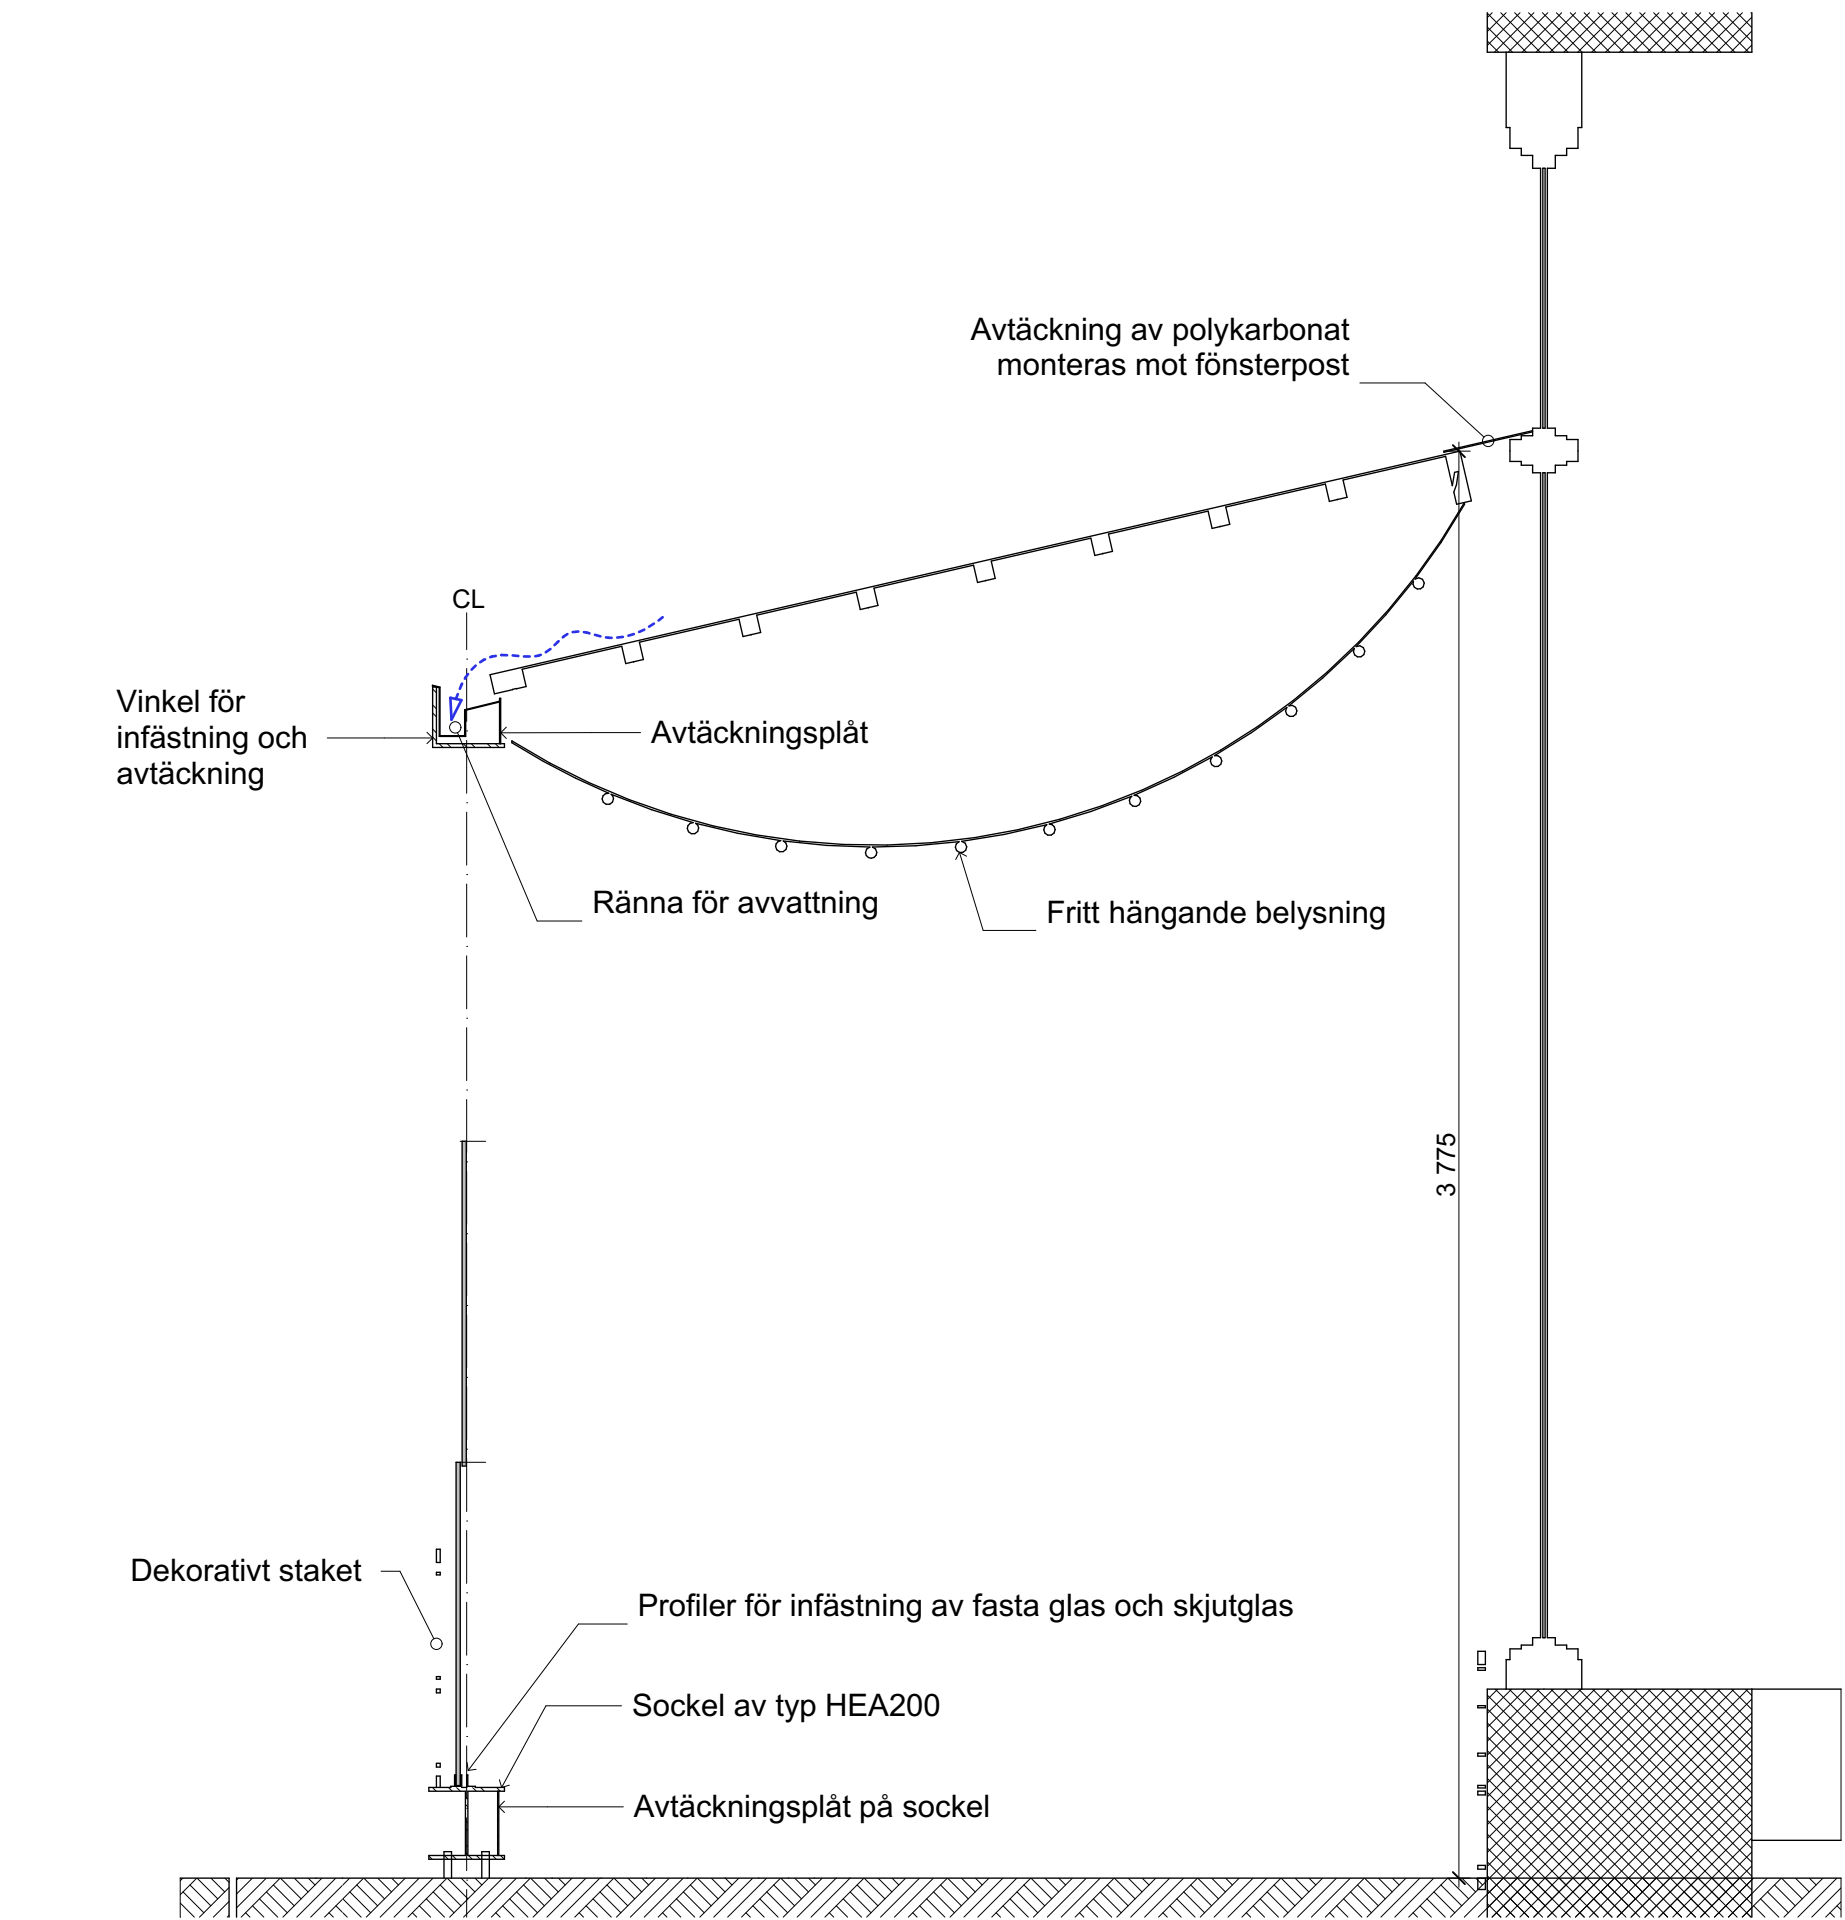 Avtäckning av polykarbonat
monteras mot fönsterpost
CL
Vinkel för
infästning och
avtäckning
Avtäckningsplåt
Ränna för avvattning
Fritt hängande belysning
3 775
Dekorativt staket
Profiler för infästning av fasta glas och skjutglas
Sockel av typ HEA200
Avtäckningsplåt på sockel